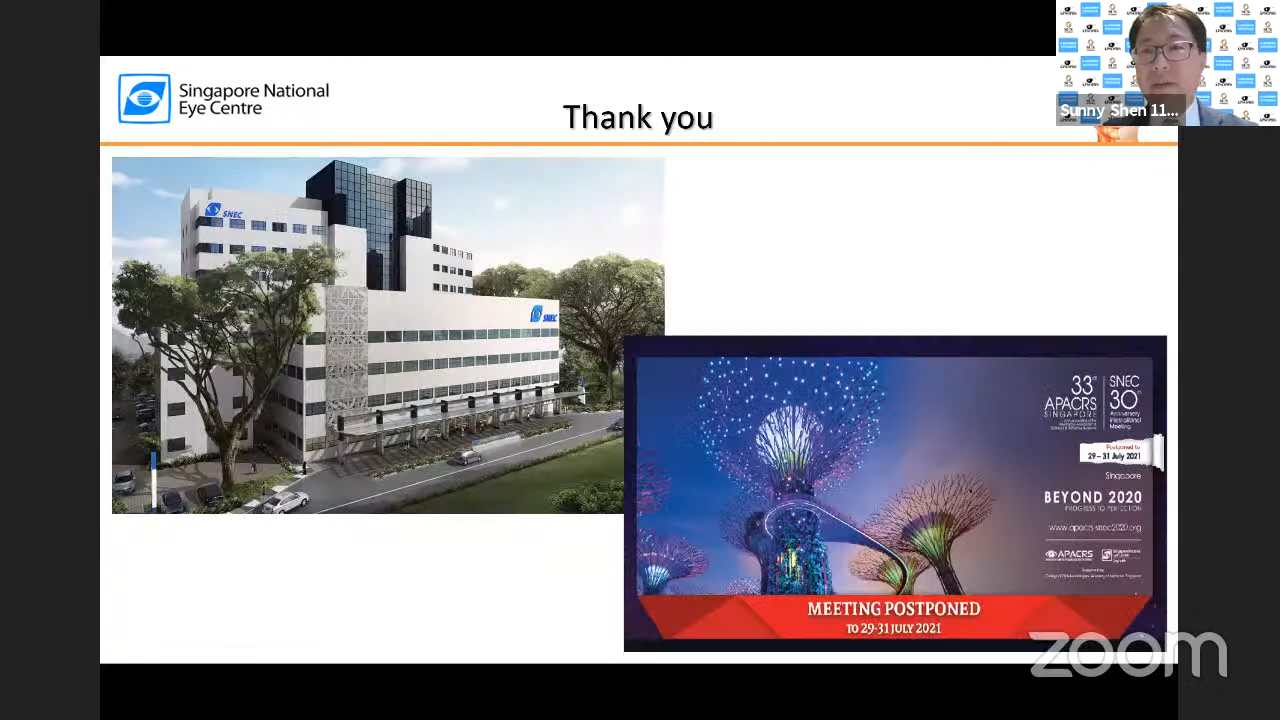 Singapore National
Eye Centre
Thank you
Sunny Shen 11...
SNEC
SNEC
33rd
APACRS
SINGAPORE
SNEC
30th
Anniversary
International
Meeting
Postponed to
29 – 31 July 2021
Singapore
BEYOND 2020
PROGRESS TO PERFECTION
www.apacrs-snec2020.org
APACRS
MEETING POSTPONED
TO 29-31 JULY 2021
zoom